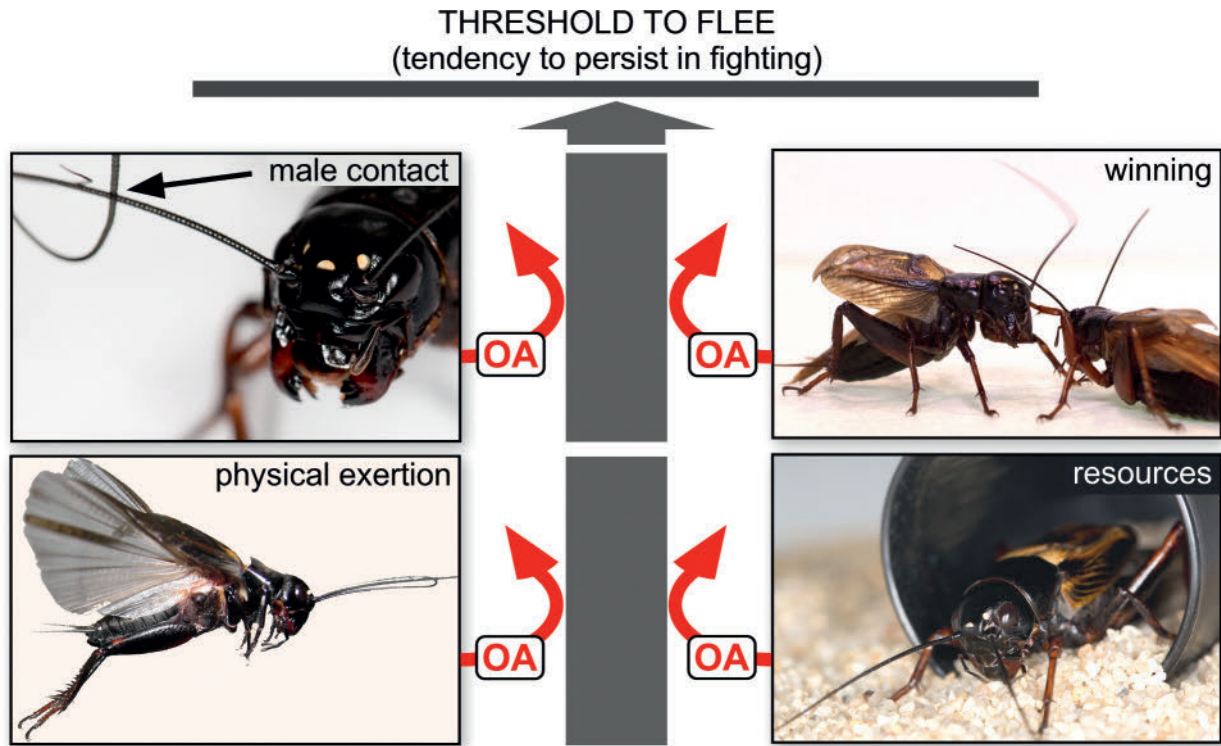 THRESHOLD TO FLEE
(tendency to persist in fighting)
male contact
winning
OA
OA
physical exertion
resources
OA
OA